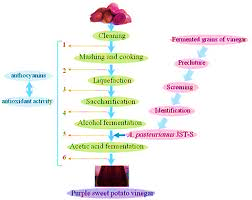 Cleaning
1
Mashing and cooking
2
Liquefaction
3
Saccharification
4
Alcohol fermentation
5
Acetic acid fermentation
6
Purple sweet potato vinegar
anthocyanins
antioxidant activity
Fermented grains of vinegar
Preculture
Screening
Identification
A. pasteurianus JST-S